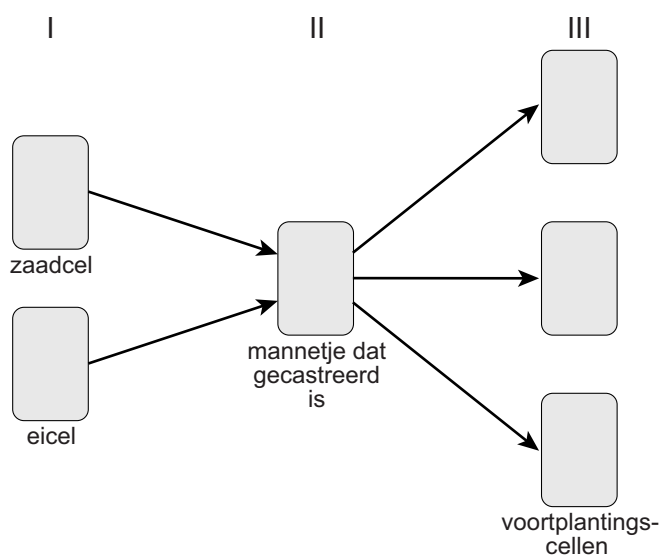 I
II
III
zaadcel
eicel
mannetje dat
gecastreerd
is
voortplantings-
cellen